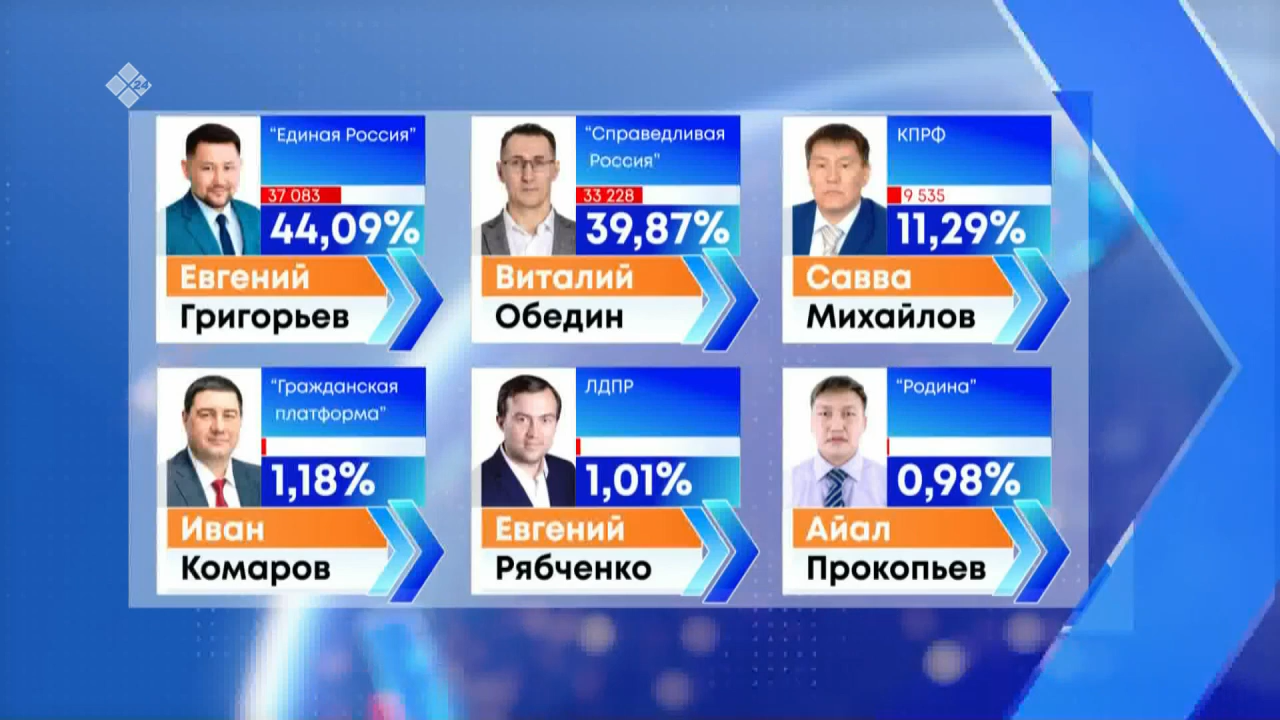 24
"Единая Россия"
37 083
44,09%
Евгений
Григорьев
"Справедливая
Россия"
33 228
39,87%
Виталий
Обедин
КПРФ
9 535
11,29%
Савва
Михайлов
"Гражданская
платформа"
1,18%
Иван
Комаров
ЛДПР
1,01%
Евгений
Рябченко
"Родина"
0,98%
Айал
Прокопьев